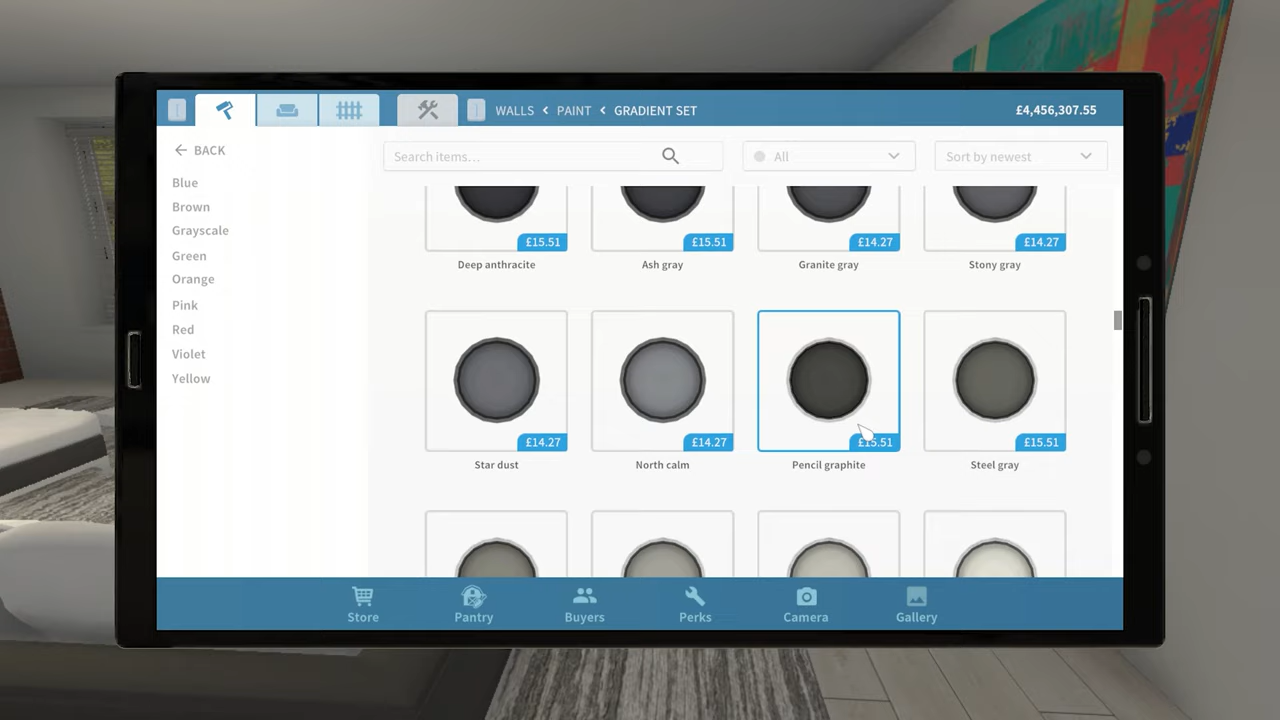 WALLS < PAINT < GRADIENT SET
£4,456,307.55
BACK
Search items...
All
Sort by newest
Blue
Brown
Grayscale
Green
Orange
Pink
Red
Violet
Yellow
£15.51
£15.51
£14.27
£14.27
Deep anthracite
Ash gray
Granite gray
Stony gray
£14.27
£14.27
£15.51
£15.51
Star dust
North calm
Pencil graphite
Steel gray
Store
Pantry
Buyers
Perks
Camera
Gallery